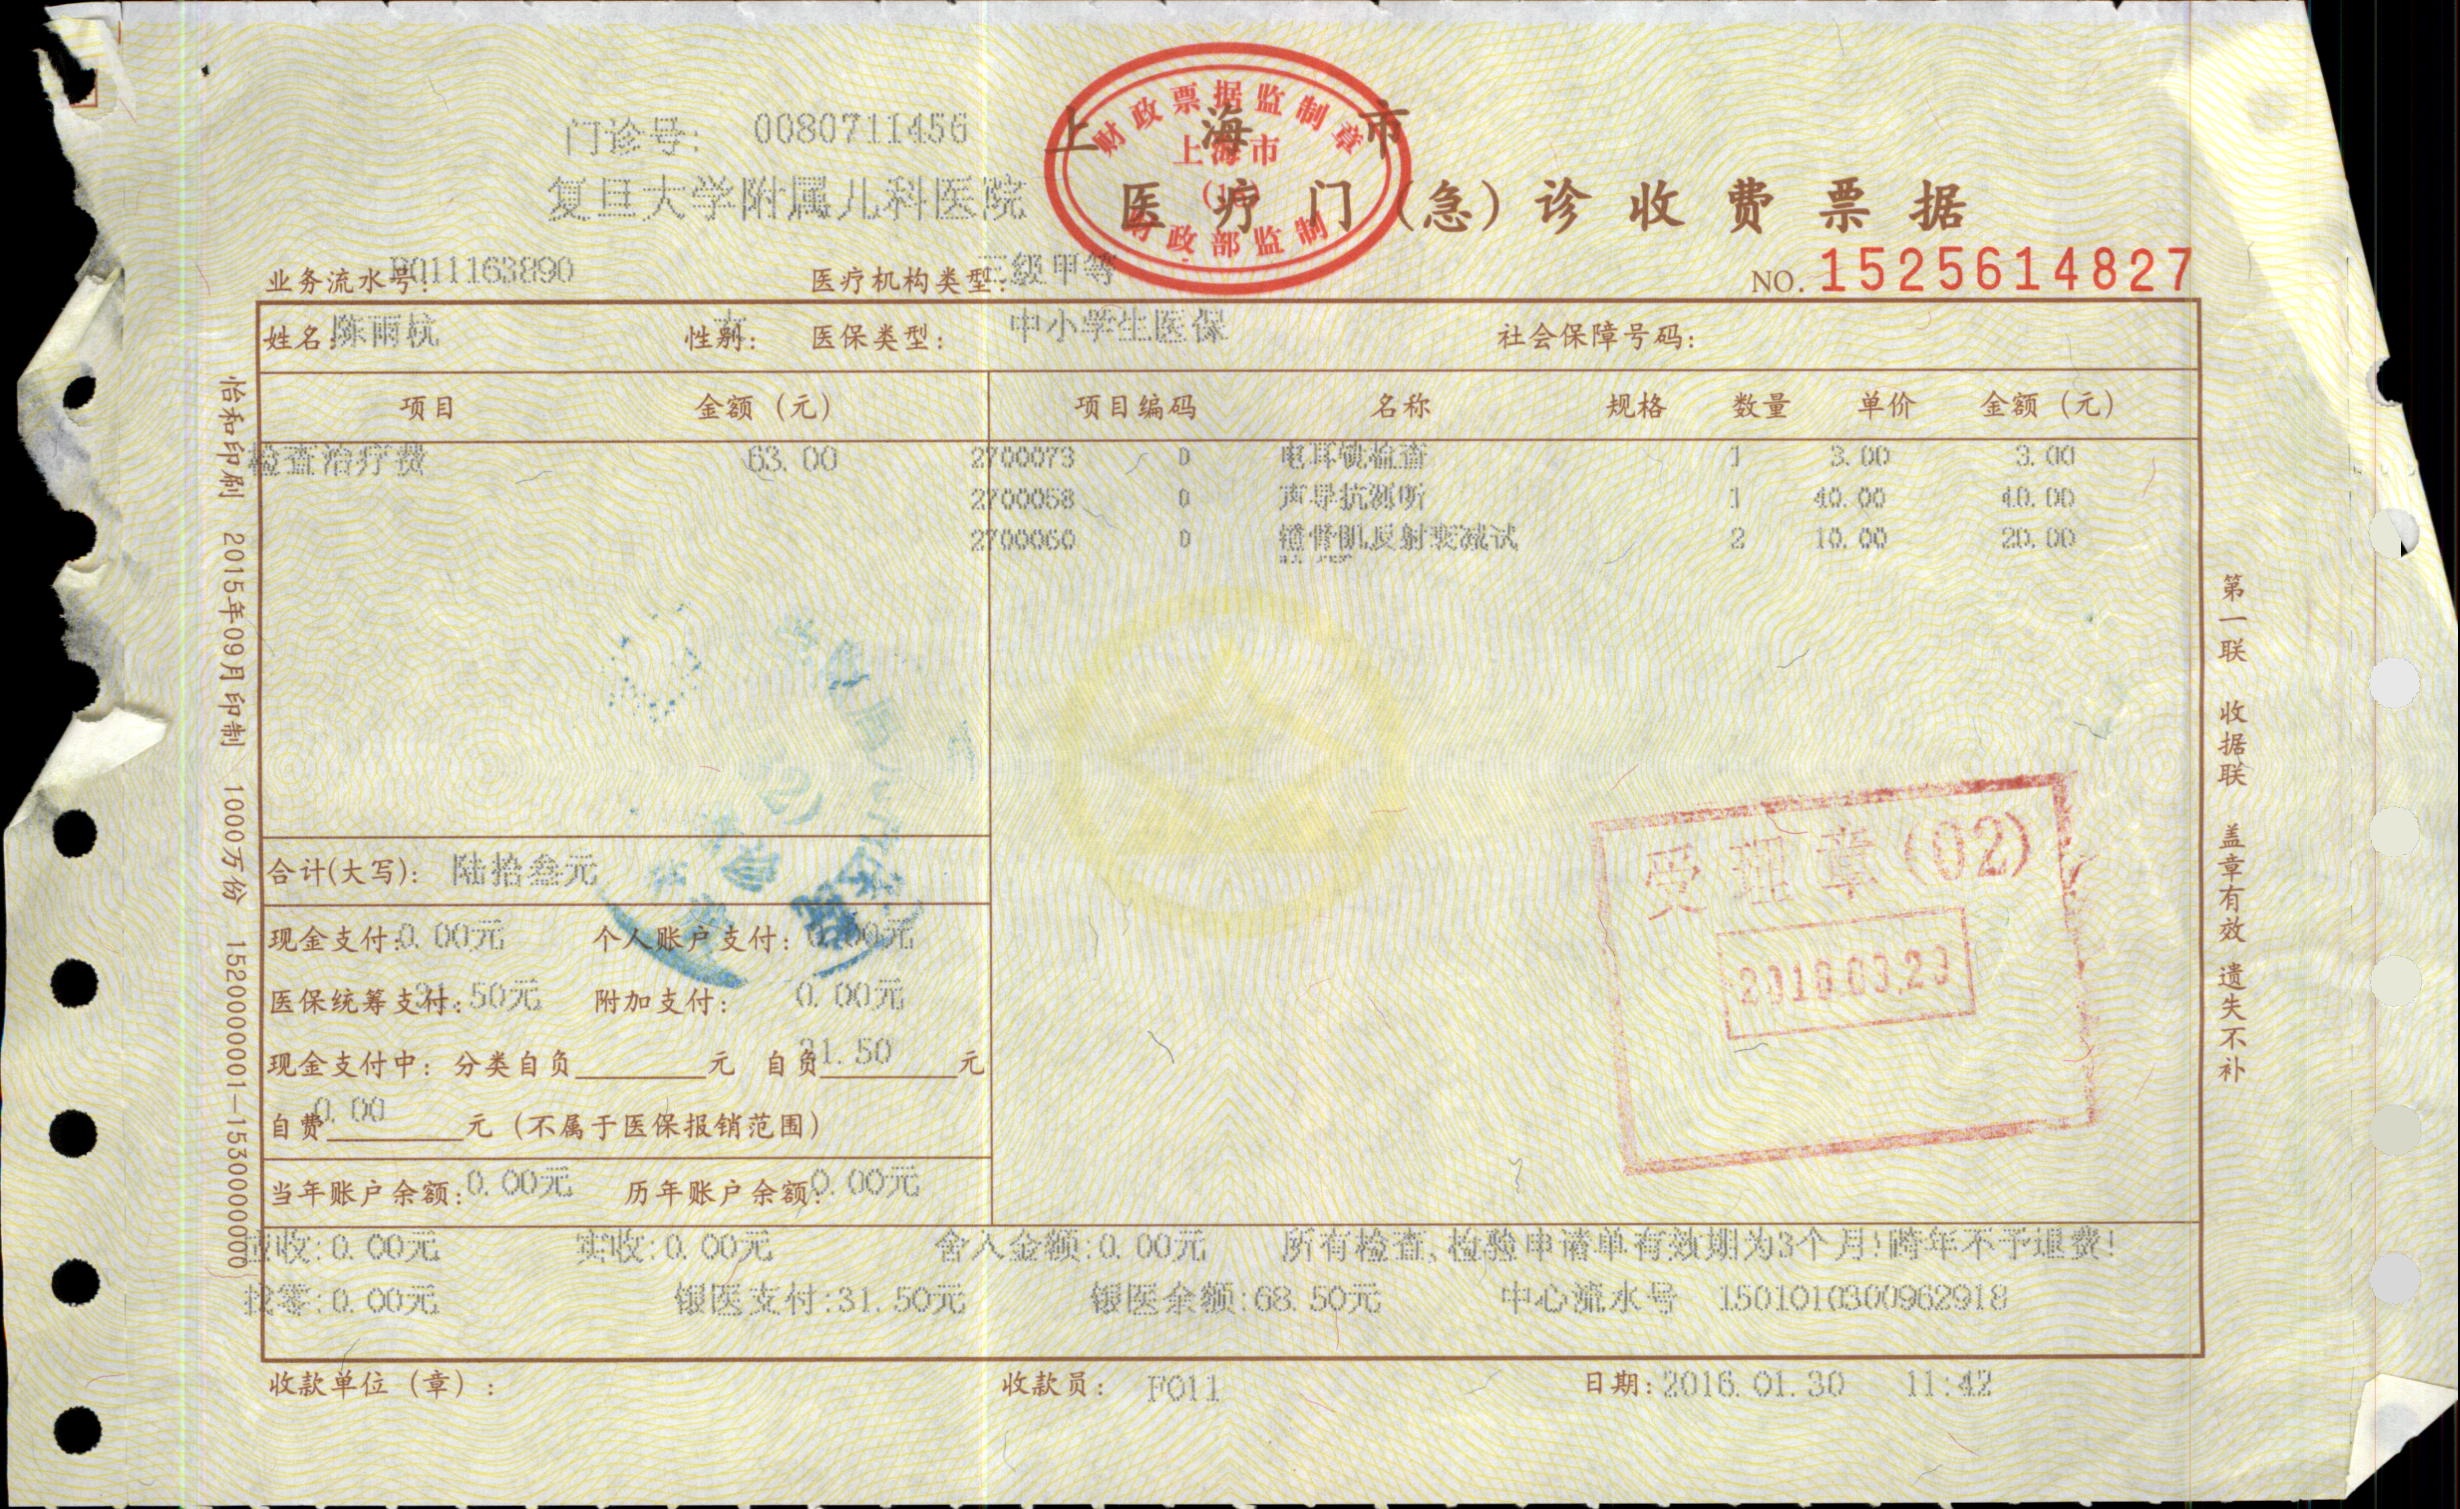 财政票据监制章
上海市
财政部监制
门诊号: 0080711456
上海市
复旦大学附属儿科医院 医疗门(急)诊收费票据
业务流水号: F011163890 医疗机构类型: 三级甲等 NO. 1525614827
姓名: 陈雨杭 性别: 医保类型: 中小学生医保 社会保障号码:
项目 金额(元) 项目编码 名称 规格 数量 单价 金额(元)
检查治疗费 63.00 2700073 0 电耳镜检查 1 3.00 3.00
2700058 0 声导抗测听 1 40.00 40.00
2700060 0 镫骨肌反射衰减试 2 10.00 20.00
合计(大写): 陆拾叁元
现金支付: 0.00元 个人账户支付: 0.00元
医保统筹支付: 31.50元 附加支付: 0.00元
现金支付中: 分类自负 元 自负 31.50 元
自费 0.00 元 (不属于医保报销范围)
当年账户余额: 0.00元 历年账户余额: 0.00元
应收:0.00元 实收:0.00元 舍入金额:0.00元 所有检查,检验申请单有效期为3个月!跨年不予退费!
找零:0.00元 银医支付:31.50元 银医余额:68.50元 中心流水号 1501010300962918
收款单位(章): 收款员: F011 日期: 2016.01.30 11:42
怡和印刷 2015年09月印制 1000万份 1520000001—1530000000
第一联 收据联 盖章有效 遗失不补
受理章(02)